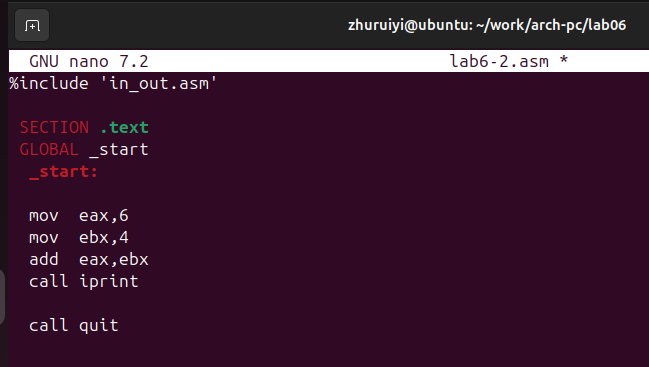 zhuruiyi@ubuntu: ~/work/arch-pc/lab06
GNU nano 7.2 lab6-2.asm *
%include 'in_out.asm'
SECTION .text
GLOBAL _start
_start:
mov eax,6
mov ebx,4
add eax,ebx
call iprint
call quit